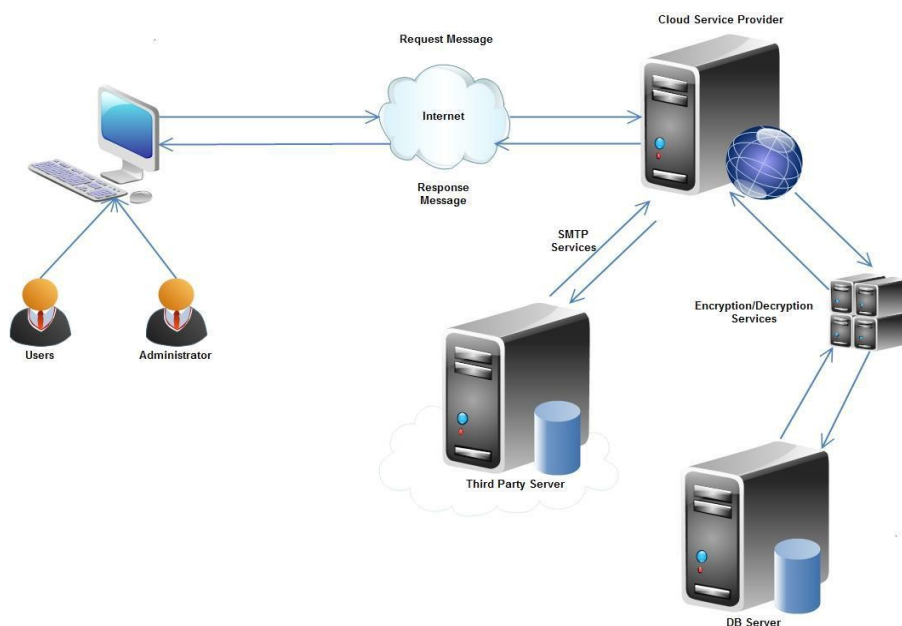 Cloud Service Provider
Request Message
Internet
Response
Message
SMTP
Services
Encryption/Decryption
Services
Users
Administrator
Third Party Server
DB Server